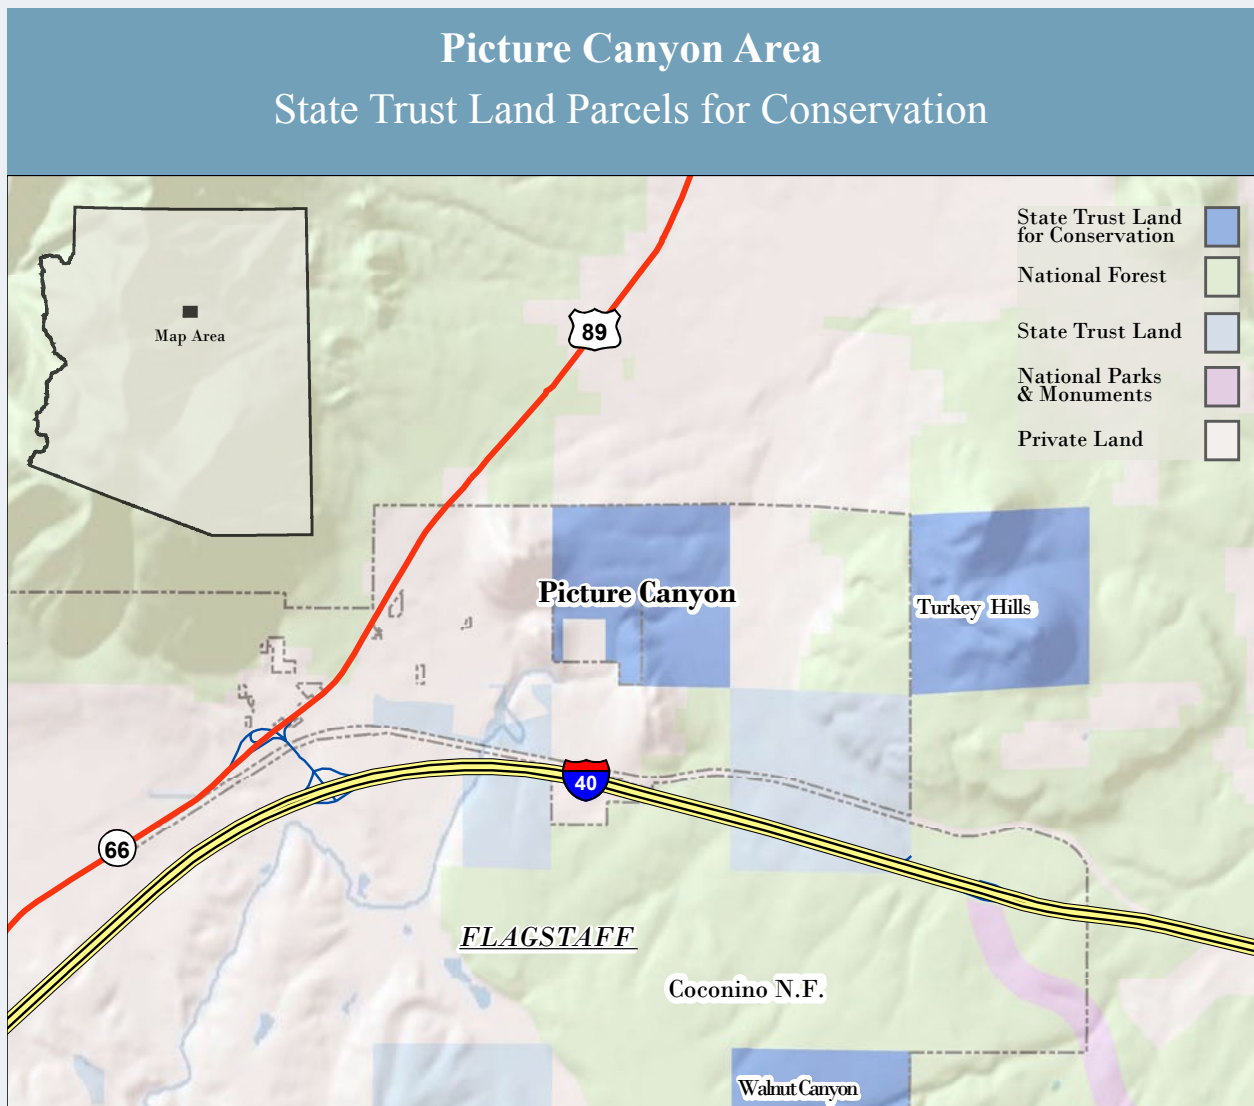 Picture Canyon Area
State Trust Land Parcels for Conservation
State Trust Land
for Conservation
National Forest
State Trust Land
National Parks
& Monuments
Private Land
Map Area
89
Picture Canyon
Turkey Hills
40
66
FLAGSTAFF
Coconino N.F.
Walnut Canyon